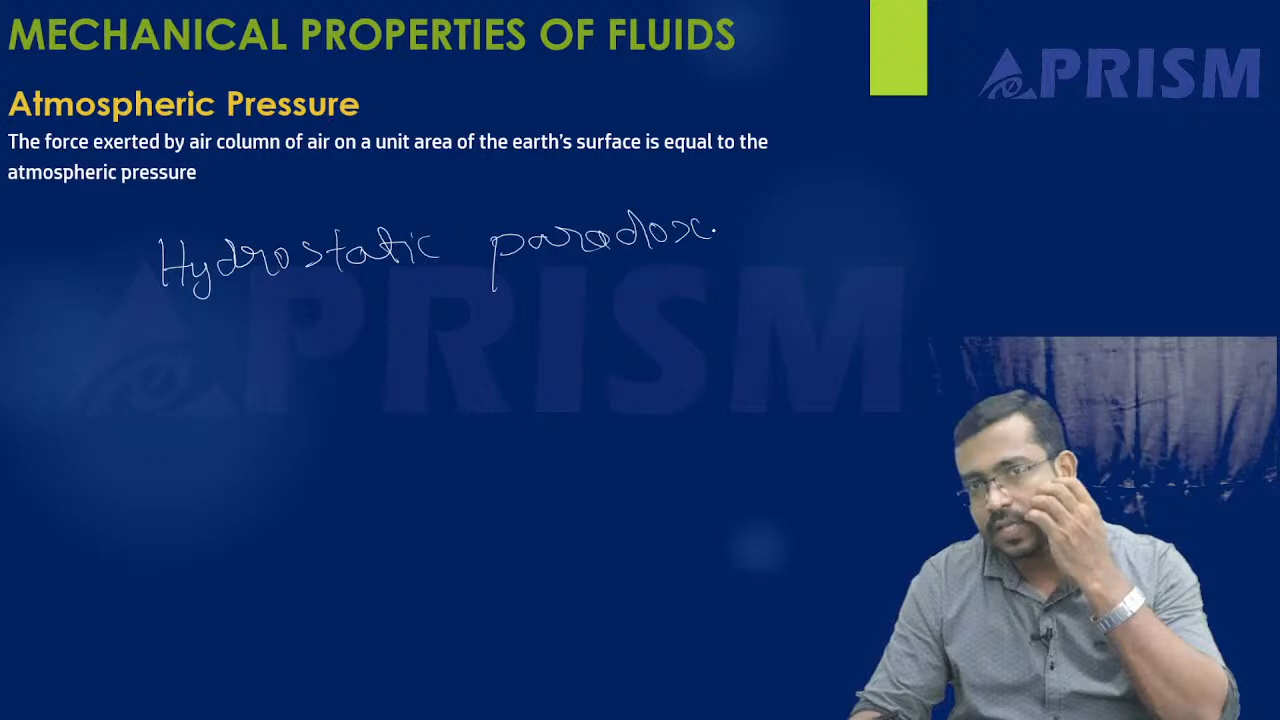 MECHANICAL PROPERTIES OF FLUIDS
PRISM
Atmospheric Pressure
The force exerted by air column of air on a unit area of the earth's surface is equal to the
atmospheric pressure
Hydrostatic paradox.
PRISM